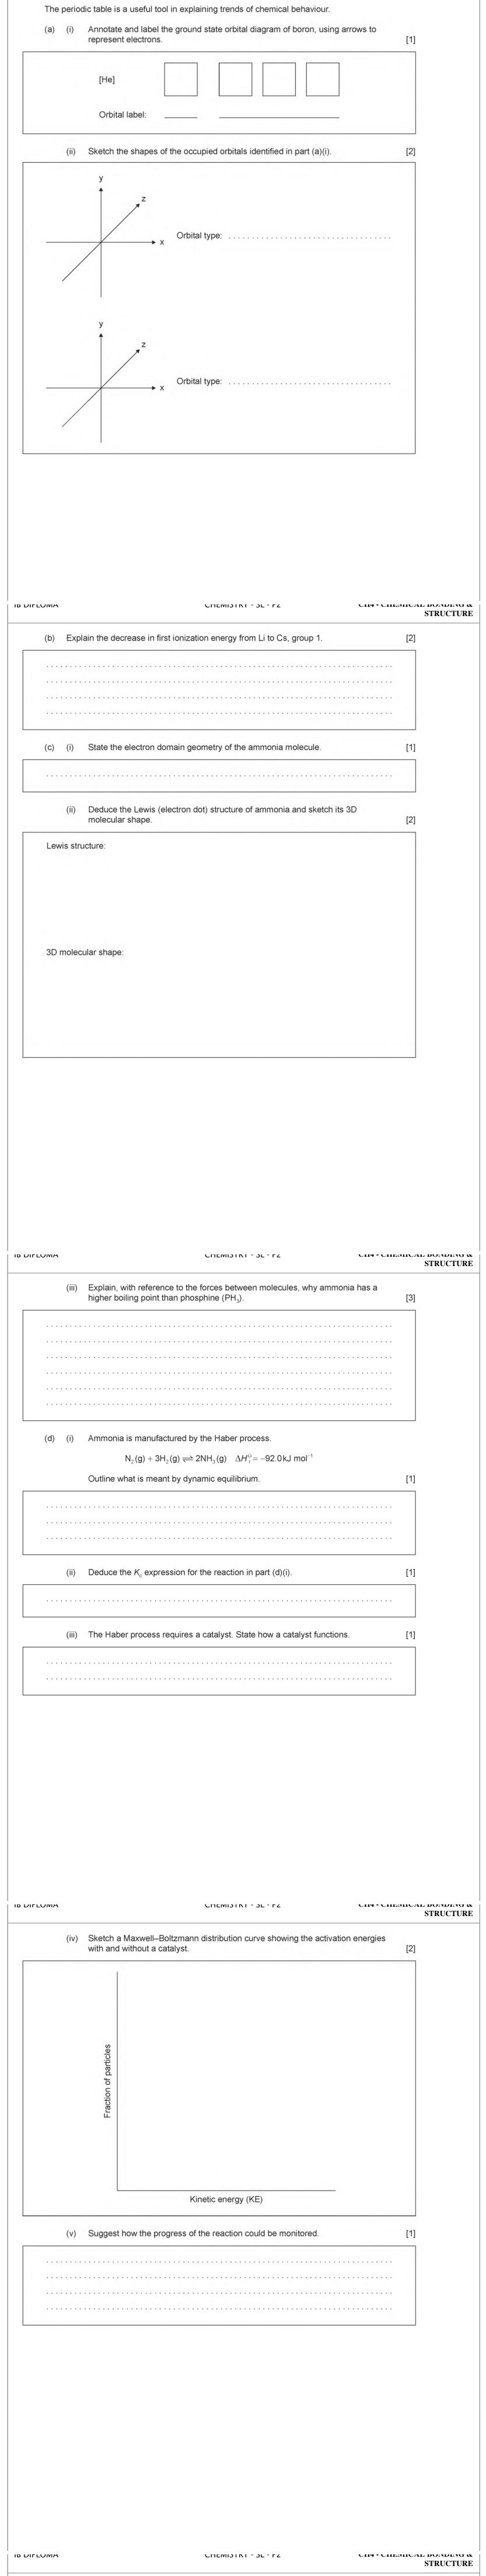 The periodic table is a useful tool in explaining trends of chemical behaviour.
(a) (i) Annotate and label the ground state orbital diagram of boron, using arrows to
represent electrons. [1]
[He]
Orbital label:
(ii) Sketch the shapes of the occupied orbitals identified in part (a)(i). [2]
y
z
x
Orbital type:
y
z
x
Orbital type:
IB DIPLOMA CHEMISTRY - SL - P2 CH4 - CHEMICAL BONDING &
STRUCTURE
(b) Explain the decrease in first ionization energy from Li to Cs, group 1. [2]
(c) (i) State the electron domain geometry of the ammonia molecule. [1]
(ii) Deduce the Lewis (electron dot) structure of ammonia and sketch its 3D
molecular shape. [2]
Lewis structure:
3D molecular shape:
IB DIPLOMA CHEMISTRY - SL - P2 CH4 - CHEMICAL BONDING &
STRUCTURE
(iii) Explain, with reference to the forces between molecules, why ammonia has a
higher boiling point than phosphine (PH₃). [3]
(d) (i) Ammonia is manufactured by the Haber process.
N₂(g) + 3H₂(g) ⇌ 2NH₃(g) ΔHf⦵ = −92.0 kJ mol⁻¹
Outline what is meant by dynamic equilibrium. [1]
(ii) Deduce the Kc expression for the reaction in part (d)(i). [1]
(iii) The Haber process requires a catalyst. State how a catalyst functions. [1]
IB DIPLOMA CHEMISTRY - SL - P2 CH4 - CHEMICAL BONDING &
STRUCTURE
(iv) Sketch a Maxwell–Boltzmann distribution curve showing the activation energies
with and without a catalyst. [2]
Fraction of particles
Kinetic energy (KE)
(v) Suggest how the progress of the reaction could be monitored. [1]
IB DIPLOMA CHEMISTRY - SL - P2 CH4 - CHEMICAL BONDING &
STRUCTURE